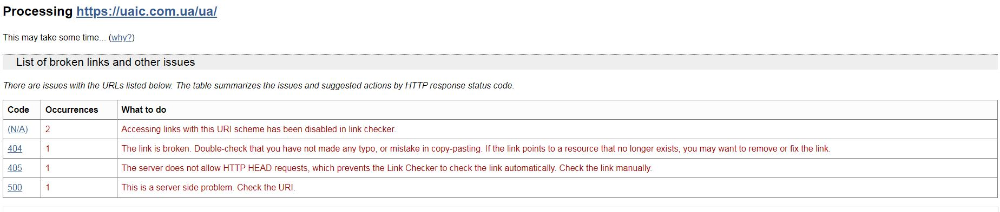 Processing https://uaic.com.ua/ua/
This may take some time... (why?)
List of broken links and other issues
There are issues with the URLs listed below. The table summarizes the issues and suggested actions by HTTP response status code.
Code Occurrences What to do
(N/A) 2 Accessing links with this URI scheme has been disabled in link checker.
404 1 The link is broken. Double-check that you have not made any typo, or mistake in copy-pasting. If the link points to a resource that no longer exists, you may want to remove or fix the link.
405 1 The server does not allow HTTP HEAD requests, which prevents the Link Checker to check the link automatically. Check the link manually.
500 1 This is a server side problem. Check the URI.